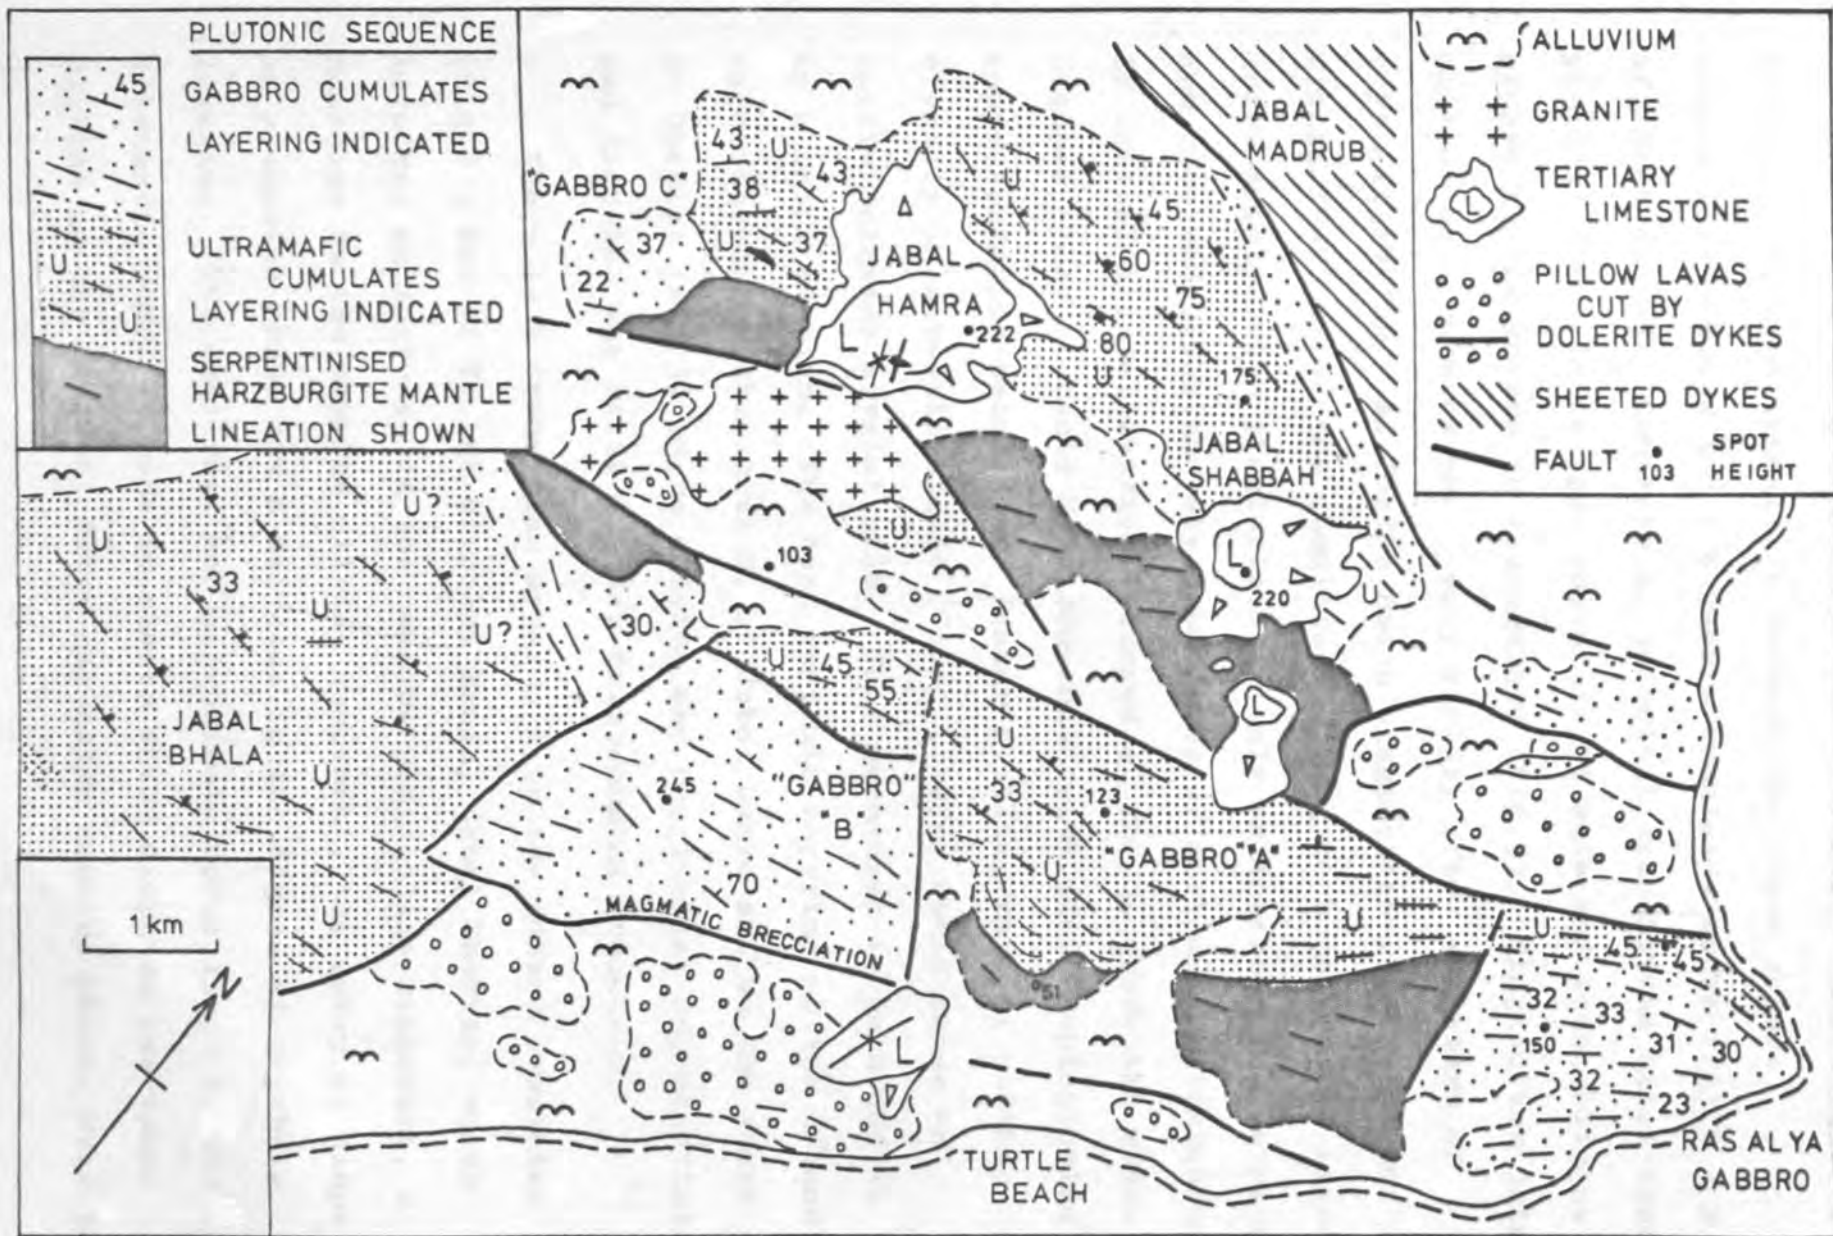 PLUTONIC SEQUENCE
45
GABBRO CUMULATES
LAYERING INDICATED
U
ULTRAMAFIC
CUMULATES
LAYERING INDICATED
U
SERPENTINISED
HARZBURGITE MANTLE
LINEATION SHOWN
ALLUVIUM
GRANITE
TERTIARY
LIMESTONE
L
PILLOW LAVAS
CUT BY
DOLERITE DYKES
SHEETED DYKES
FAULT
103
SPOT
HEIGHT
JABAL
MADRUB
43
U
"GABBRO C"
38
43
U
45
37
22
U
37
JABAL
HAMRA
60
75
L
222
80
U
175
JABAL
SHABBAH
U
U?
U
L
220
U
103
33
U
U?
30
U
45
55
L
JABAL
BHALA
U
U
245
"GABBRO"
"B"
U
33
123
"GABBRO" "A"
U
70
MAGMATIC BRECCIATION
U
U
U
45
45
51
32
33
150
31
30
32
23
L
1 km
N
TURTLE
BEACH
RAS AL YA
GABBRO